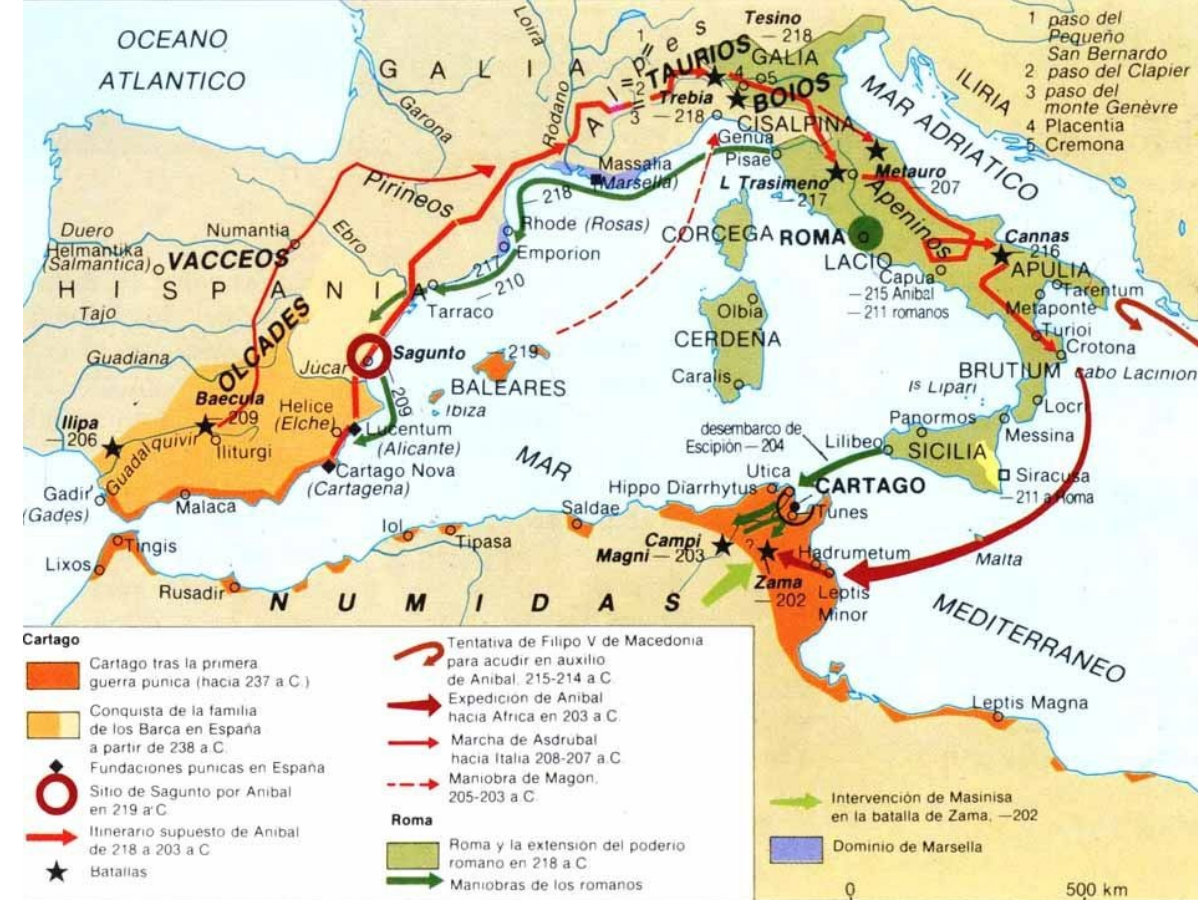 OCEANO
ATLANTICO
GALIA
Loira
Garona
Rodano
Alpes
1
2
3
TAURIOS
Tesino
— 218
GALIA
4
5
BOIOS
Trebia
— 218
CISALPINA
Genua
Pisae
ILIRIA
MAR ADRIATICO
1 paso del
Pequeño
San Bernardo
2 paso del Clapier
3 paso del
monte Genèvre
4 Placentia
5 Cremona
Massalia
(Marsella)
218
Pirineos
L Trasimeno
— 217
Metauro
— 207
Apeninos
Duero
Helmantika
(Salmantica)
VACCEOS
Numantia
Ebro
Rhode (Rosas)
Emporion
217
— 210
CORCEGA
ROMA
LACIO
Cannas
— 216
APULIA
Capua
— 215 Anibal
— 211 romanos
HISPANIA
Tajo
Tarraco
Olbia
CERDEÑA
Caralis
Tarentum
Metaponte
Turioi
Crotona
cabo Lacinion
BRUTIUM
OLCADES
Guadiana
Júcar
Sagunto
— 219
BALEARES
Ibiza
— 209
Is Lipari
Locri
Baecula
— 209
Helice
(Elche)
Lucentum
(Alicante)
Ilipa
— 206
Guadalquivir
Iliturgi
Cartago Nova
(Cartagena)
MAR
desembarco de
Escipión — 204
Lilibeo
Panormos
Messina
SICILIA
Siracusa
— 211 a Roma
Gadir
(Gades)
Malaca
Utica
Hippo Diarrhytus
CARTAGO
Tunes
Saldae
Iol
Tipasa
Tingis
Lixos
Rusadir
Campi
Magni — 203
?
Hadrumetum
Malta
Zama
— 202
Leptis
Minor
NUMIDAS
MEDITERRANEO
Leptis Magna
Cartago
Cartago tras la primera
guerra punica (hacia 237 a.C.)
Conquista de la familia
de los Barca en España
a partir de 238 a.C.
Fundaciones punicas en España
Sitio de Sagunto por Anibal
en 219 a.C
Itinerario supuesto de Anibal
de 218 a 203 a C
Batallas
Tentativa de Filipo V de Macedonia
para acudir en auxilio
de Anibal, 215-214 a.C.
Expedición de Anibal
hacia Africa en 203 a.C
Marcha de Asdrubal
hacia Italia 208-207 a.C.
Maniobra de Magon,
205-203 a.C.
Roma
Roma y la extensión del poderio
romano en 218 a.C
Maniobras de los romanos
Intervención de Masinisa
en la batalla de Zama, —202
Dominio de Marsella
0 500 km